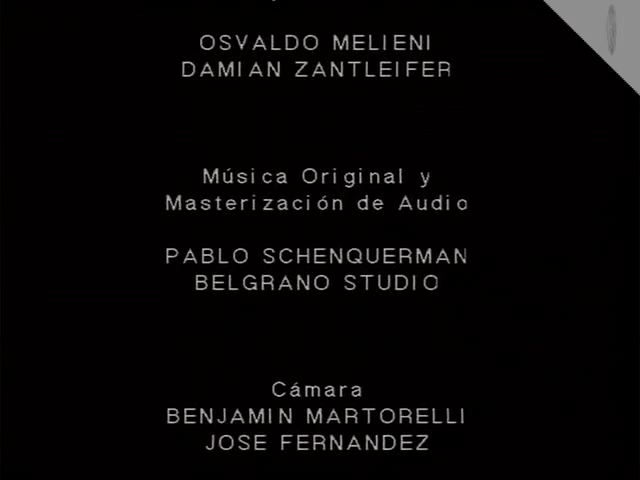 OSVALDO MELIENI
DAMIAN ZANTLEIFER
Música Original y
Masterización de Audio
PABLO SCHENQUERMAN
BELGRANO STUDIO
Cámara
BENJAMIN MARTORELLI
JOSE FERNANDEZ